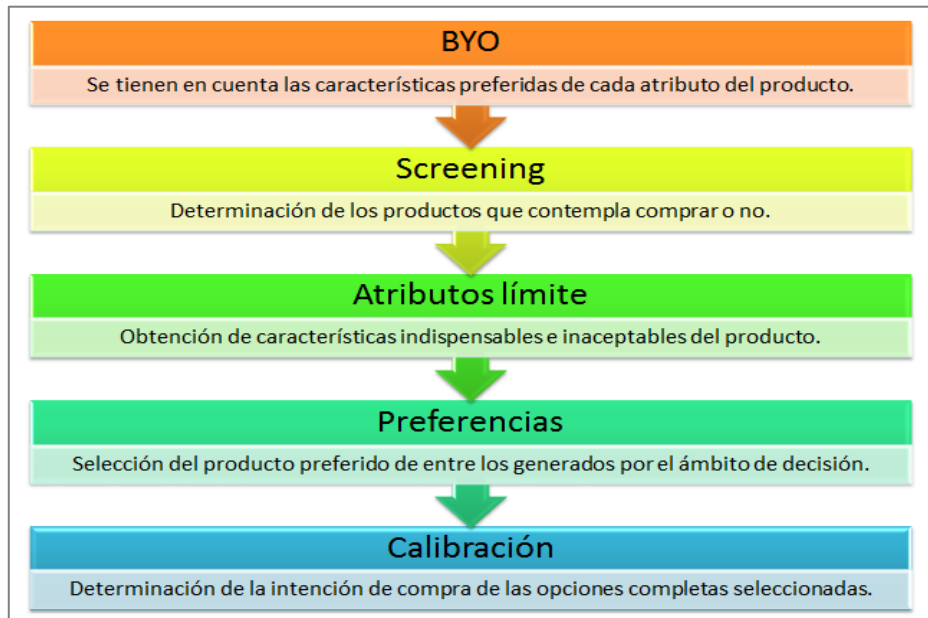 BYO
Se tienen en cuenta las características preferidas de cada atributo del producto.
Screening
Determinación de los productos que contempla comprar o no.
Atributos límite
Obtención de características indispensables e inaceptables del producto.
Preferencias
Selección del producto preferido de entre los generados por el ámbito de decisión.
Calibración
Determinación de la intención de compra de las opciones completas seleccionadas.